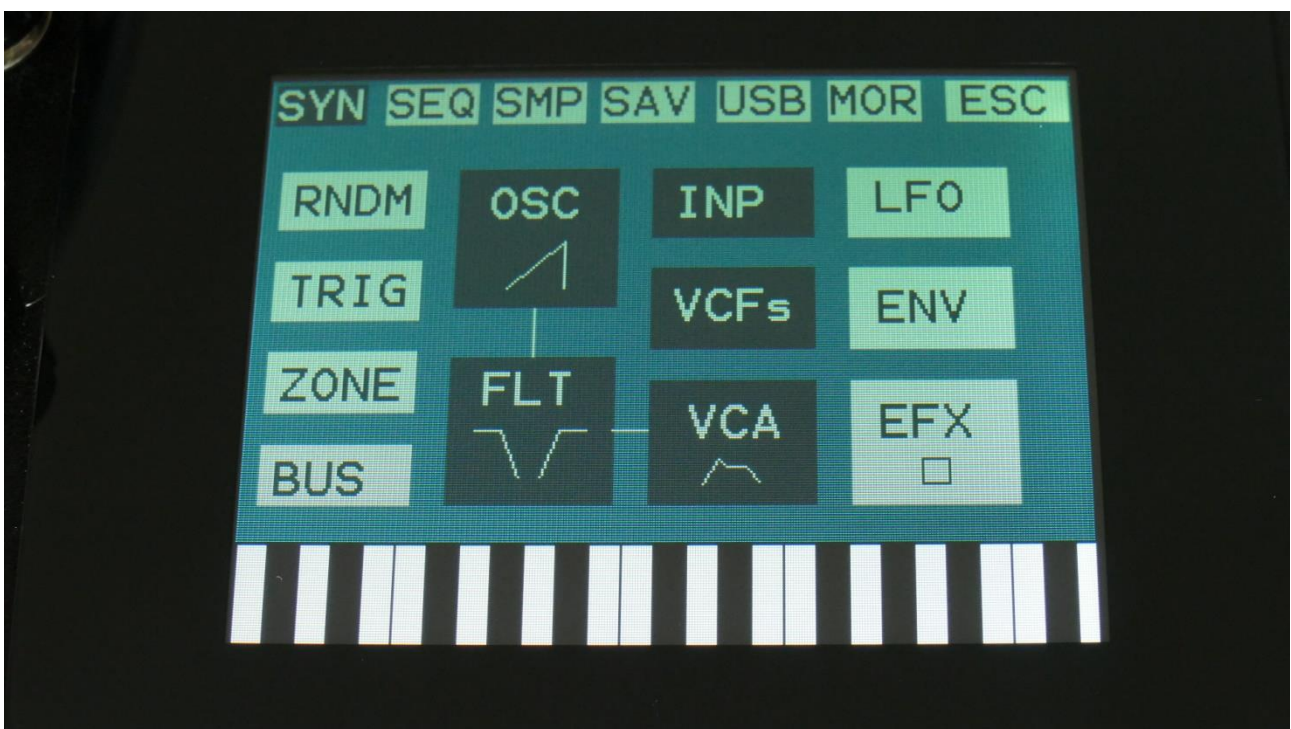 SYN SEQ SMP SAV USB MOR ESC
RNDM OSC INP LFO
TRIG VCFs ENV
ZONE FLT VCA EFX
BUS